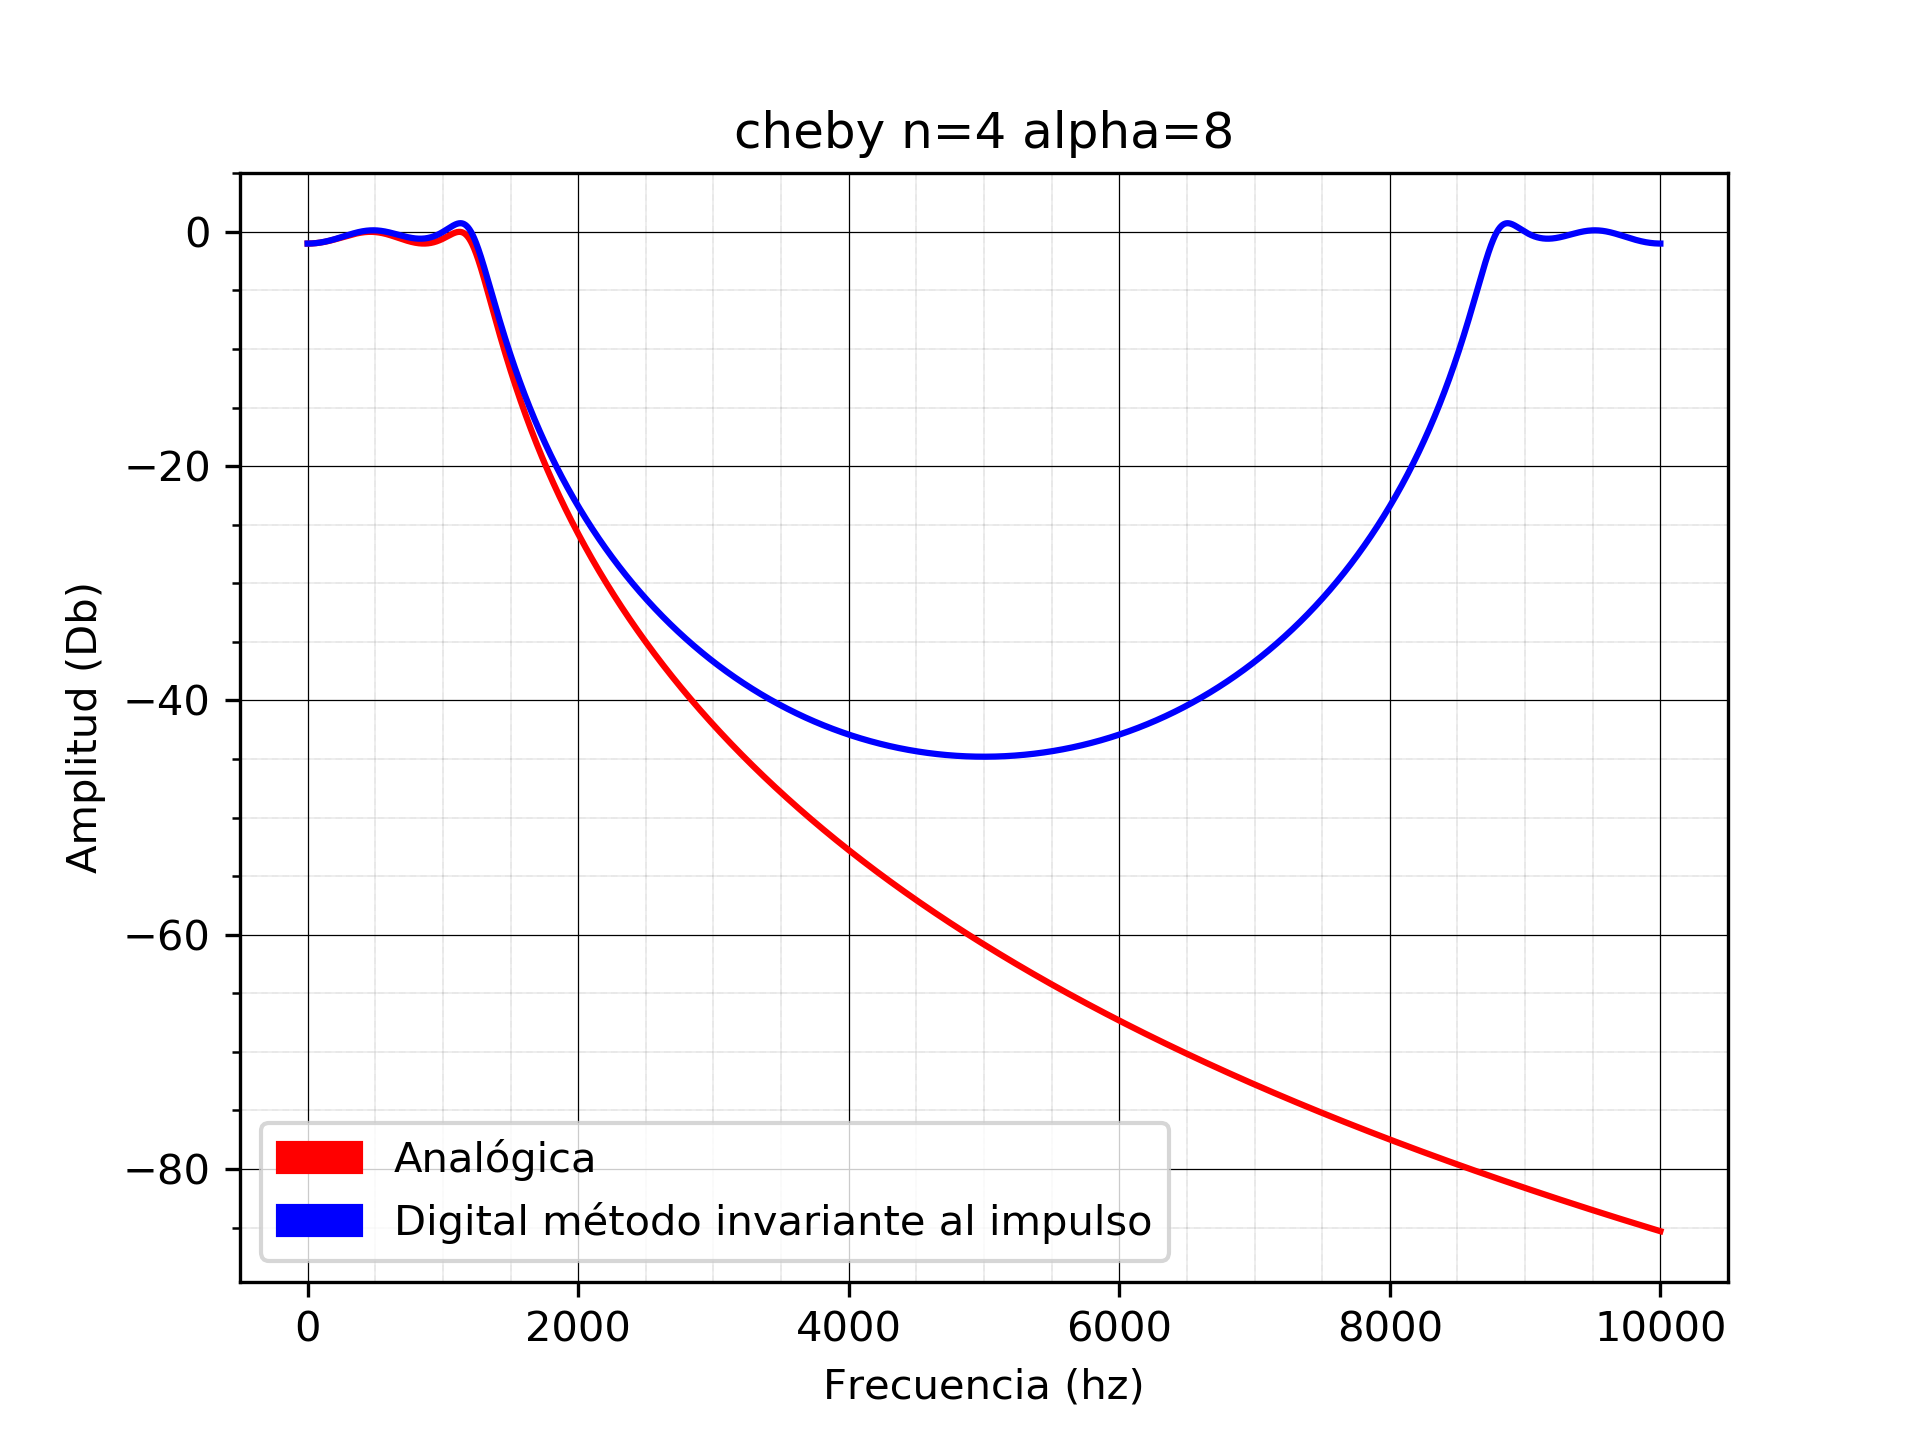 cheby n=4 alpha=8
Amplitud (Db)
0
−20
−40
−60
−80
Analógica
Digital método invariante al impulso
0 2000 4000 6000 8000 10000
Frecuencia (hz)